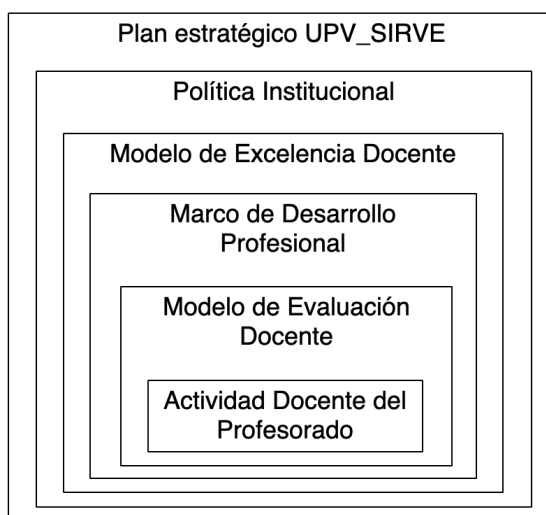 Plan estratégico UPV_SIRVE
Política Institucional
Modelo de Excelencia Docente
Marco de Desarrollo
Profesional
Modelo de Evaluación
Docente
Actividad Docente del
Profesorado